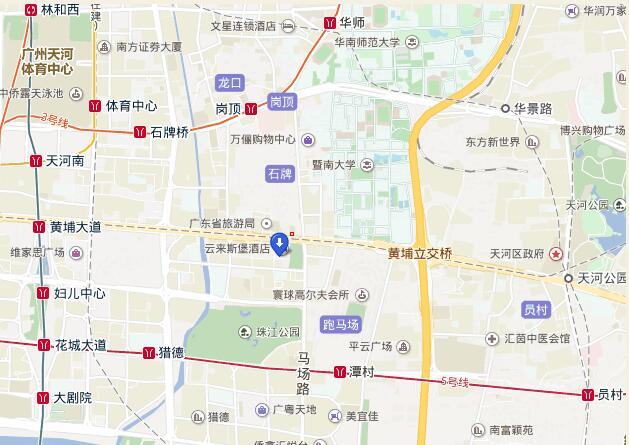 林和西
文星连锁酒店
华师
华润万家
南方证券大厦
华南师范大学
广州天河
体育中心
龙口
中侨露天泳池
体育中心
岗顶
岗顶
华景路
3号线
石牌桥
万俪购物中心
东方新世界
博兴购物广场
天河南
石牌
暨南大学
天河公园
黄埔大道
广东省旅游局
云来斯堡酒店
黄埔立交桥
天河区政府
维家思广场
天河公园
妇儿中心
寰球高尔夫会所
员村
珠江公园
跑马场
花城大道
猎德
平云广场
汇茵中医会馆
马场路
潭村
5号线
员村
大剧院
猎德
广粤天地
美宜佳
南富颖苑
侨鑫汇悦台